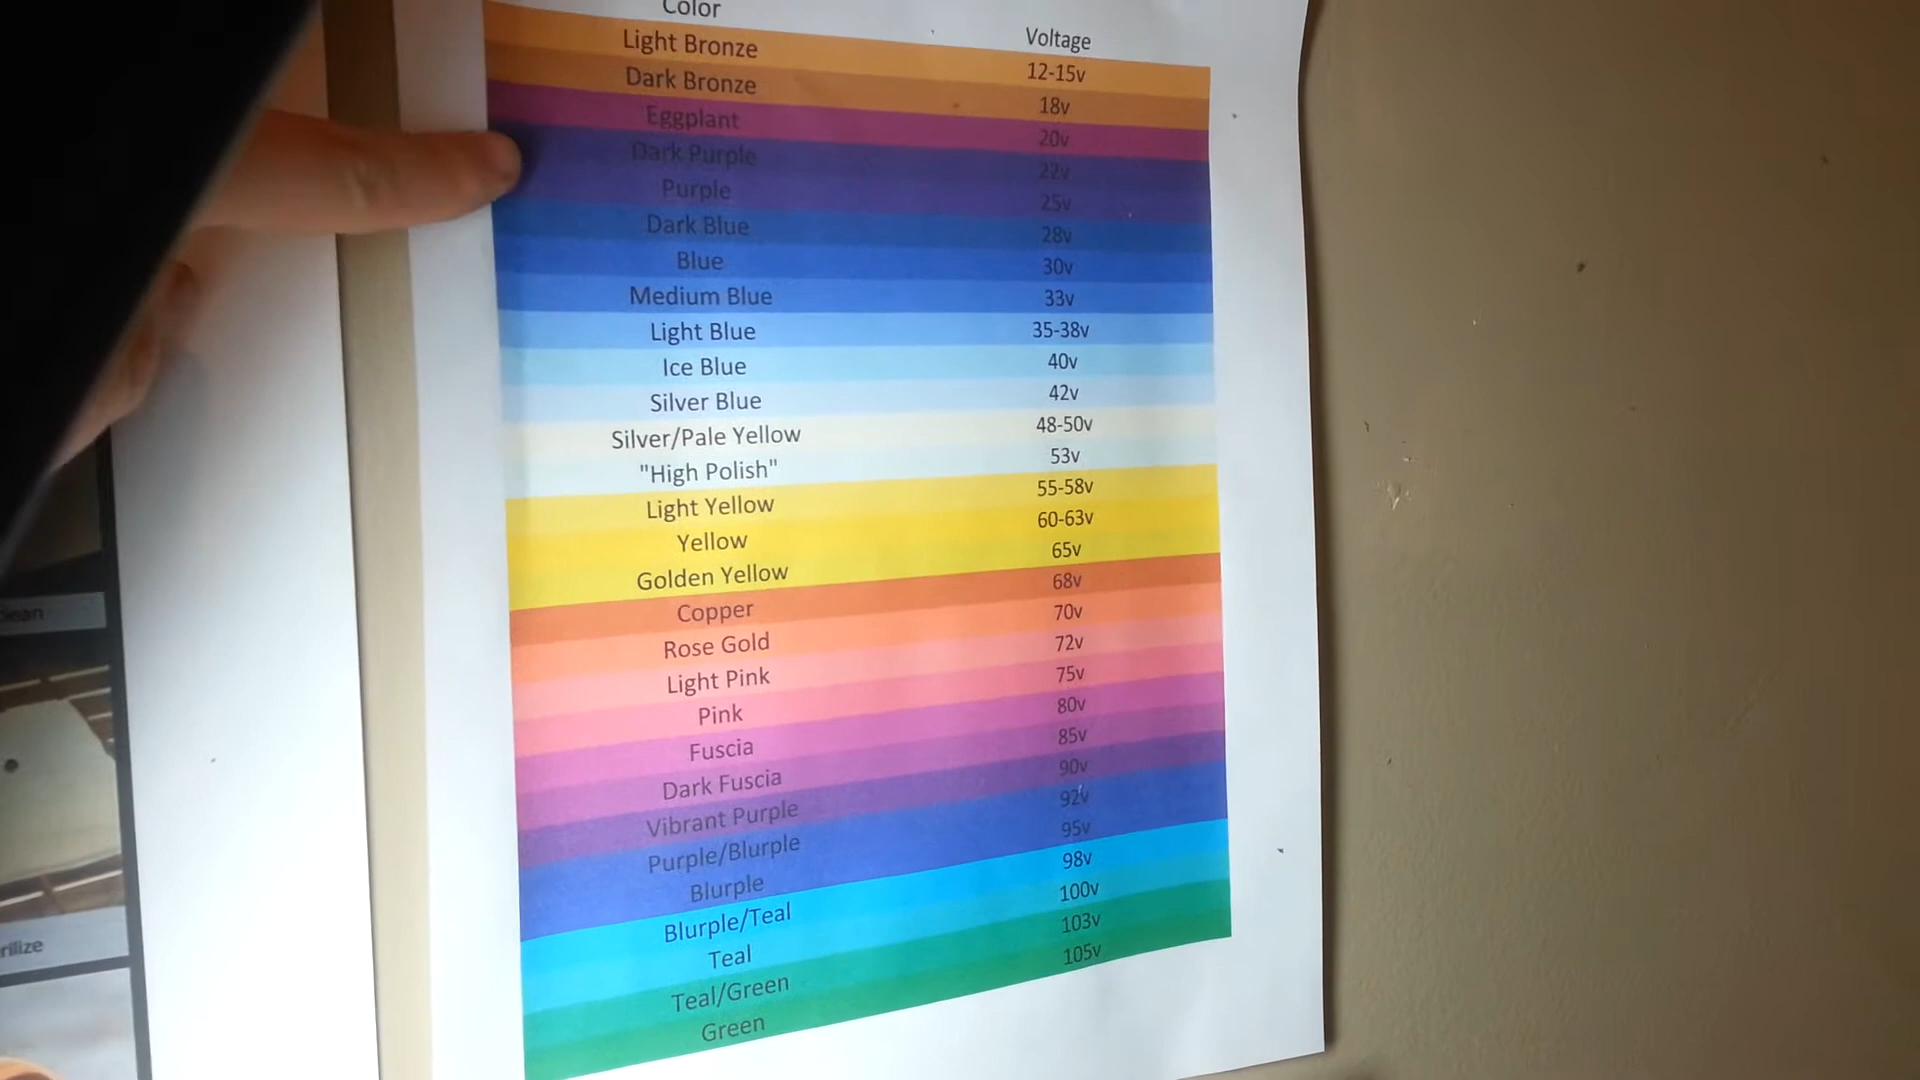 Color Voltage
Light Bronze 12-15v
Dark Bronze 18v
Eggplant 20v
Dark Purple 22v
Purple 25v
Dark Blue 28v
Blue 30v
Medium Blue 33v
Light Blue 35-38v
Ice Blue 40v
Silver Blue 42v
Silver/Pale Yellow 48-50v
"High Polish" 53v
Light Yellow 55-58v
Yellow 60-63v
Golden Yellow 65v
Copper 68v
Rose Gold 70v
Light Pink 72v
Pink 75v
Fuscia 80v
Dark Fuscia 85v
Vibrant Purple 90v
Purple/Blurple 92v
Blurple 95v
Blurple/Teal 98v
Teal 100v
Teal/Green 103v
Green 105v
rilize